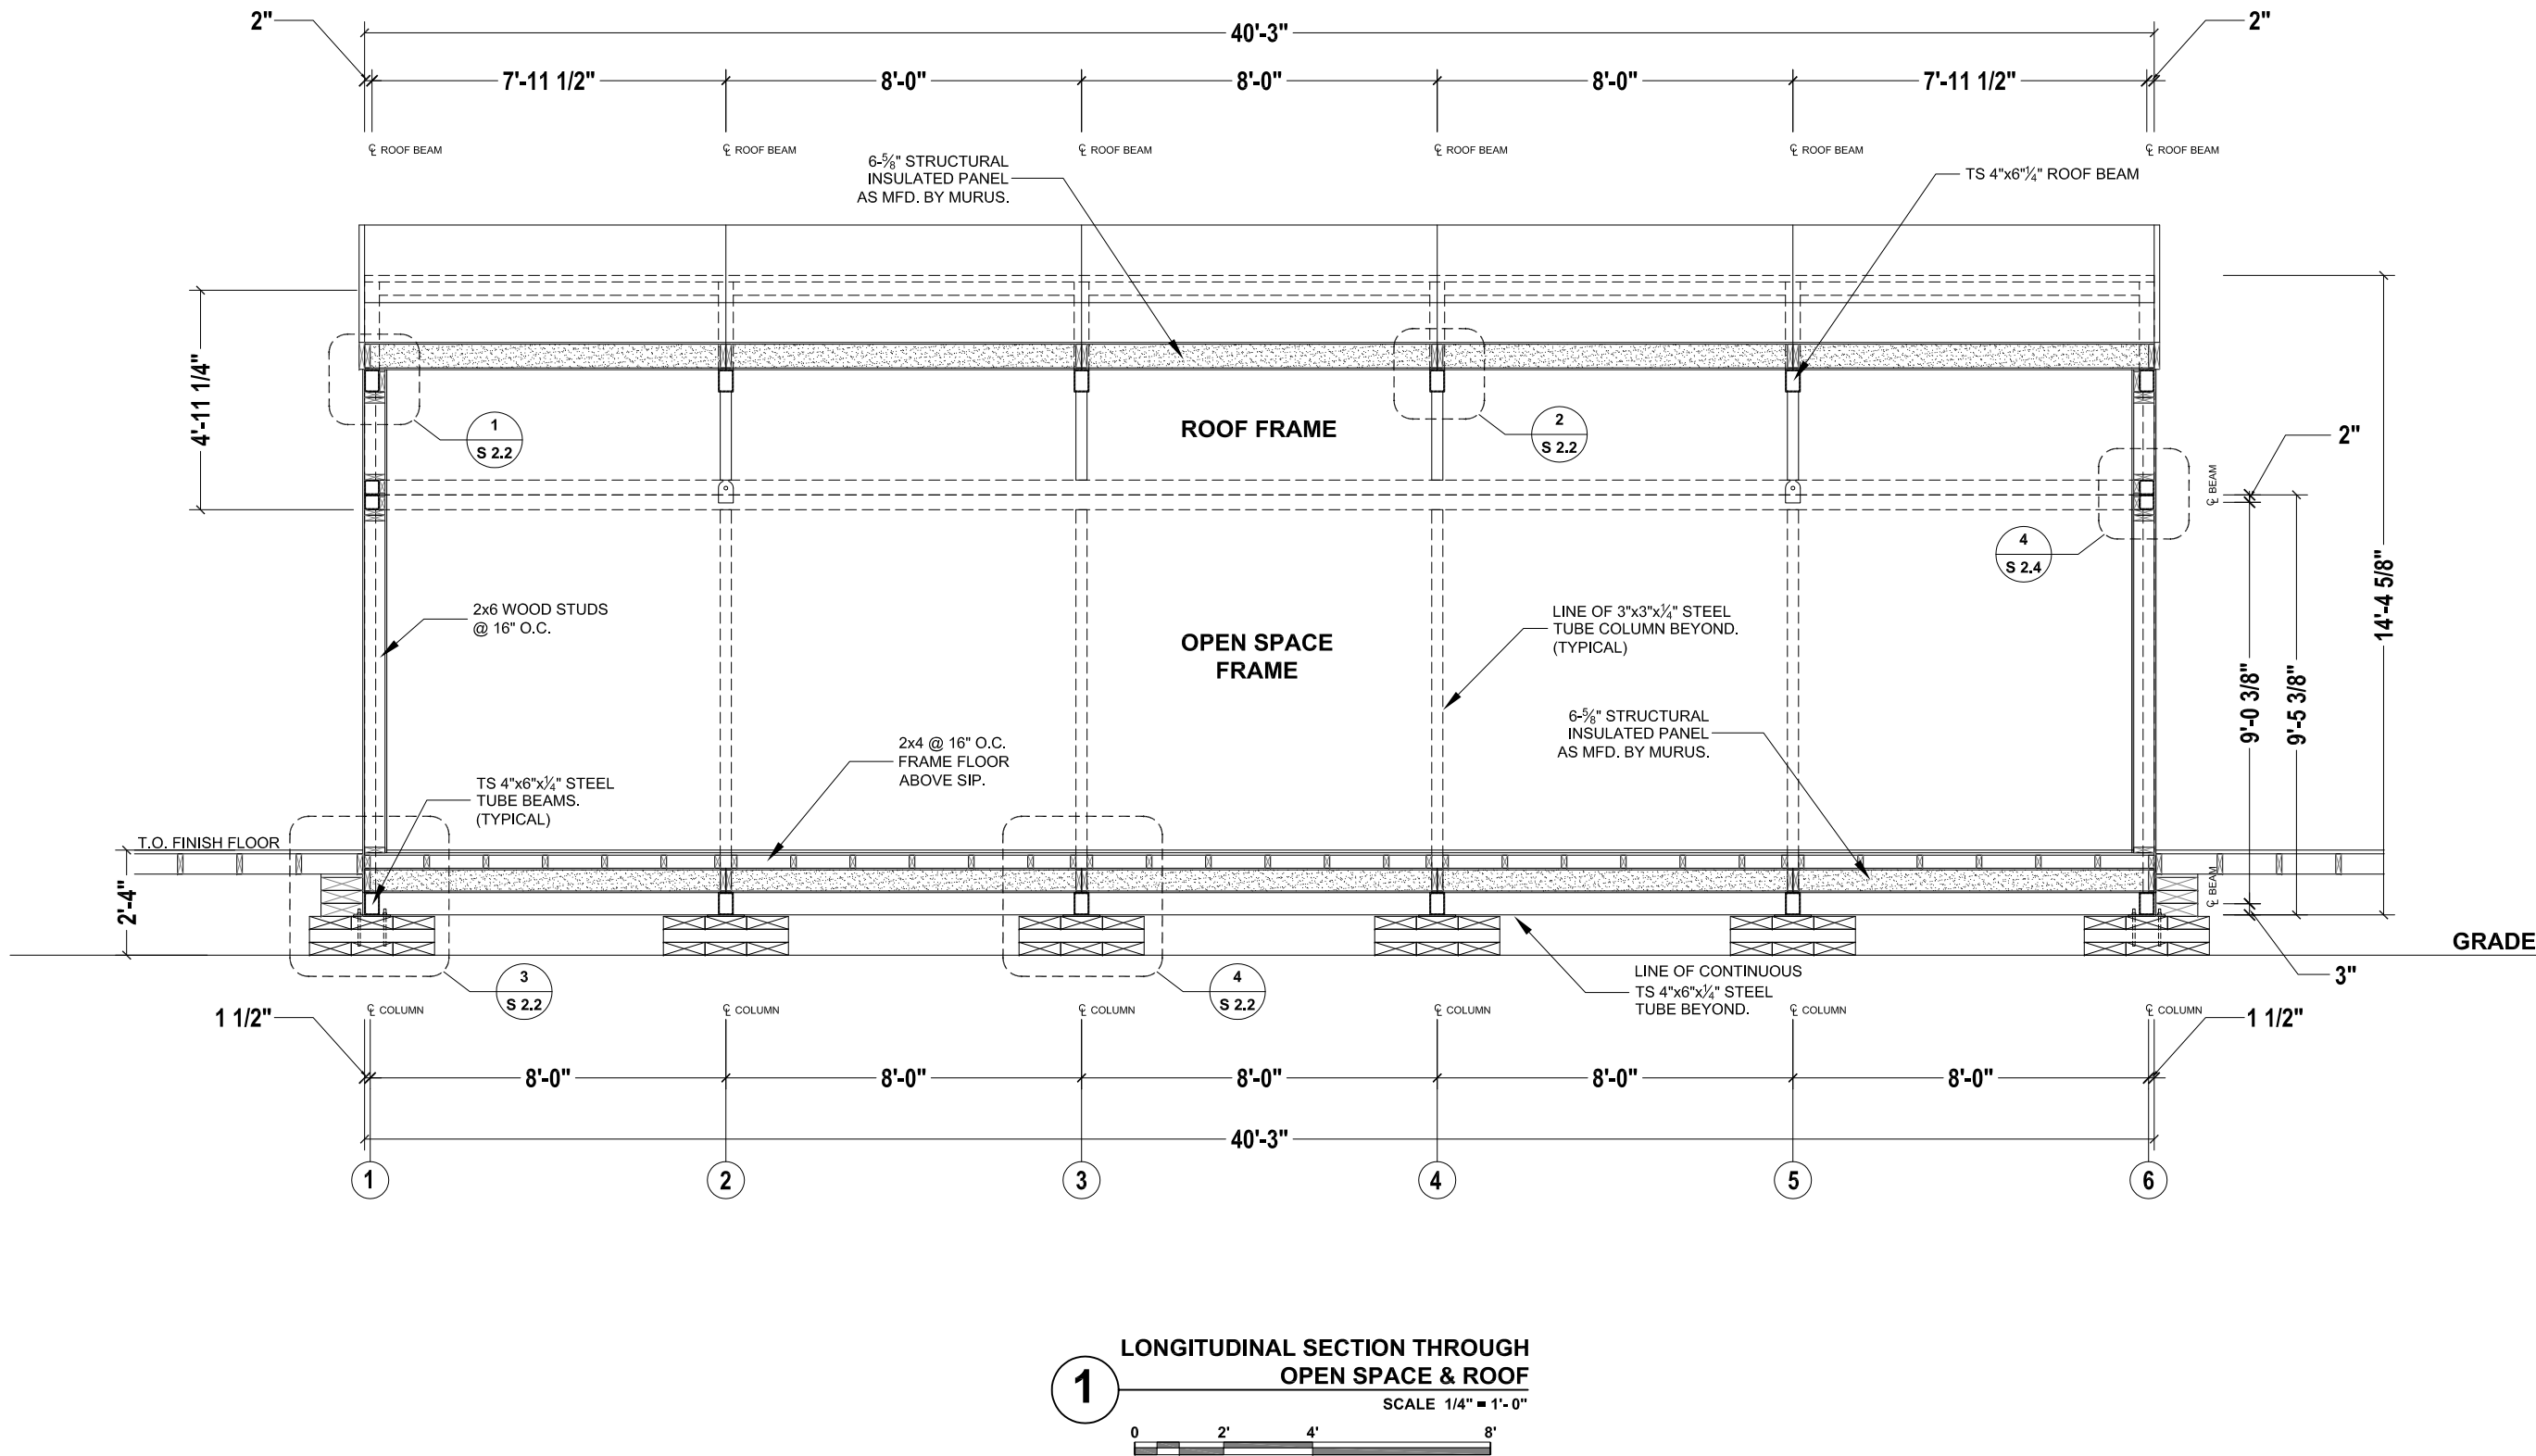 2" 40'-3" 2"
7'-11 1/2" 8'-0" 8'-0" 8'-0" 7'-11 1/2"
℄ ROOF BEAM ℄ ROOF BEAM ℄ ROOF BEAM ℄ ROOF BEAM ℄ ROOF BEAM ℄ ROOF BEAM
6-⅝" STRUCTURAL
INSULATED PANEL
AS MFD. BY MURUS.
TS 4"x6"¼" ROOF BEAM
4'-11 1/4"
1
S 2.2
ROOF FRAME
2
S 2.2
2"
℄ BEAM
4
S 2.4
14'-4 5/8"
2x6 WOOD STUDS
@ 16" O.C.
OPEN SPACE
FRAME
LINE OF 3"x3"x¼" STEEL
TUBE COLUMN BEYOND.
(TYPICAL)
9'-0 3/8"
9'-5 3/8"
6-⅝" STRUCTURAL
INSULATED PANEL
AS MFD. BY MURUS.
2x4 @ 16" O.C.
FRAME FLOOR
ABOVE SIP.
TS 4"x6"x¼" STEEL
TUBE BEAMS.
(TYPICAL)
T.O. FINISH FLOOR
2'-4"
℄ BEAM
GRADE
3"
3
S 2.2
4
S 2.2
LINE OF CONTINUOUS
TS 4"x6"x¼" STEEL
TUBE BEYOND.
℄ COLUMN ℄ COLUMN ℄ COLUMN ℄ COLUMN ℄ COLUMN ℄ COLUMN
1 1/2" 1 1/2"
8'-0" 8'-0" 8'-0" 8'-0" 8'-0"
40'-3"
1 2 3 4 5 6
1
LONGITUDINAL SECTION THROUGH
OPEN SPACE & ROOF
SCALE 1/4" = 1'- 0"
0 2' 4' 8'